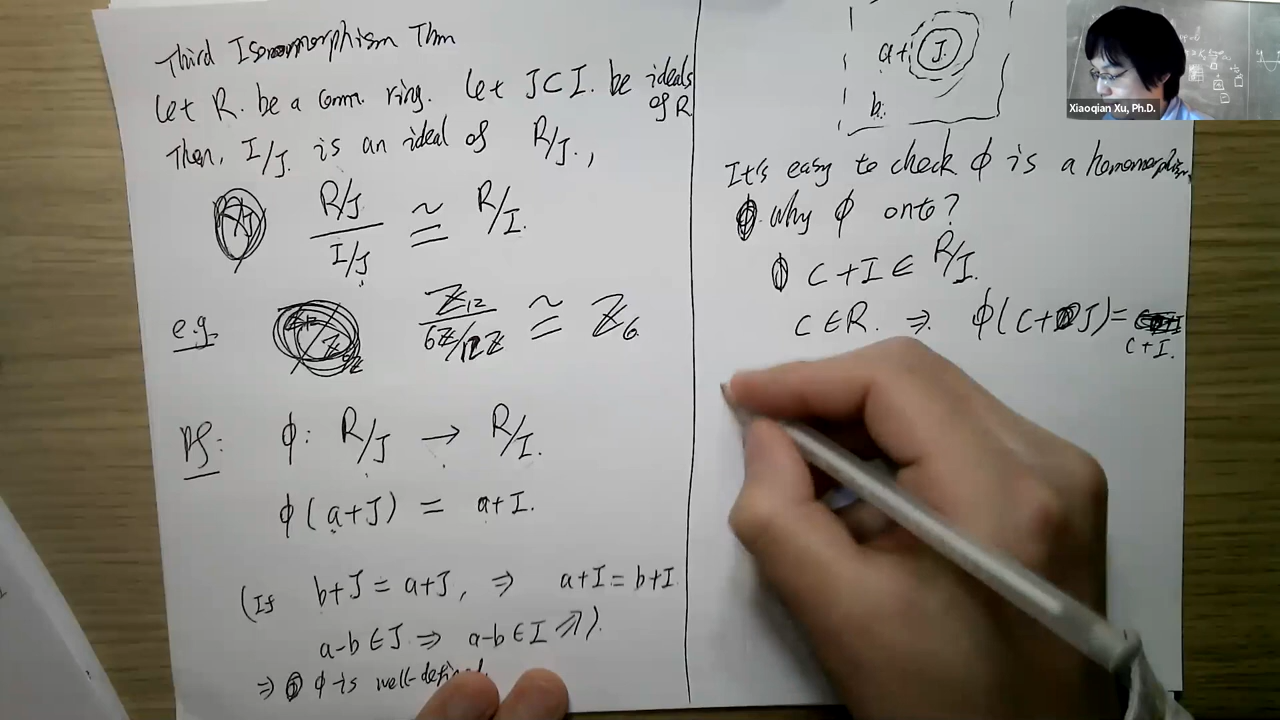 Third Isomorphism Thm
Let R. be a comm. ring. Let J⊂I. be ideals of R
Then, I/J. is an ideal of R/J.,
R/J / I/J ≅ R/I.
e.g. Z₁₂ / 6Z/12Z ≅ Z₆
Pf: ϕ: R/J → R/I.
ϕ(a+J) = a+I.
(If b+J = a+J, ⇒ a+I = b+I
a-b ∈ J. ⇒ a-b ∈ I ⇗).
⇒ ϕ is well-defined
a+ I
b
It's easy to check ϕ is a homomorphism
why ϕ onto?
C+I ∈ R/I.
C ∈ R. ⇒ ϕ(C+J) =
C+I.
Xiaoqian Xu, Ph.D.